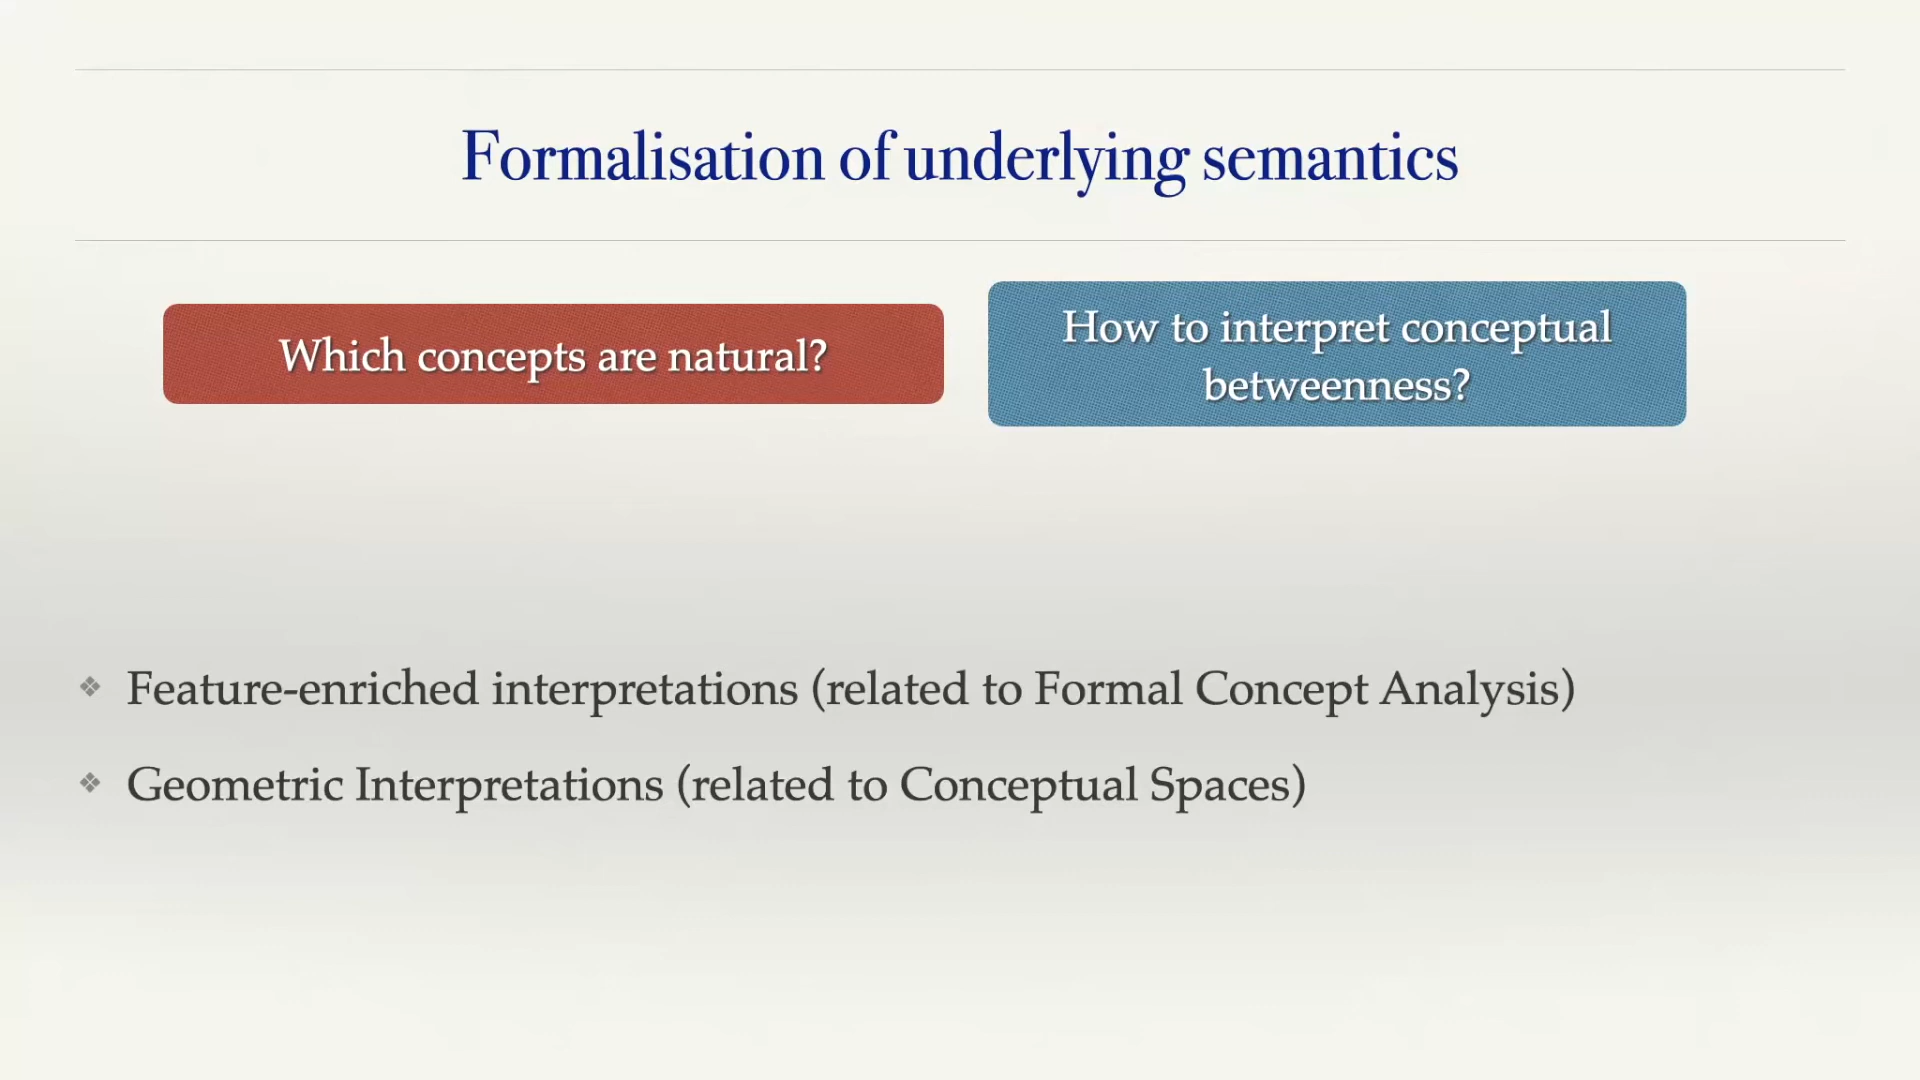 Formalisation of underlying semantics
Which concepts are natural?
How to interpret conceptual
betweenness?
❖ Feature-enriched interpretations (related to Formal Concept Analysis)
❖ Geometric Interpretations (related to Conceptual Spaces)